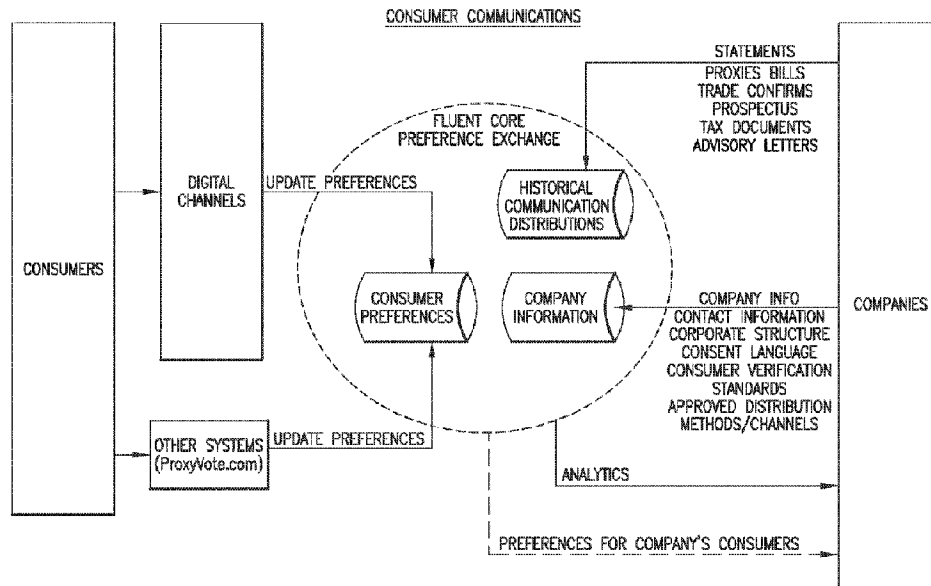 CONSUMER COMMUNICATIONS
CONSUMERS
DIGITAL
CHANNELS
UPDATE PREFERENCES
OTHER SYSTEMS
(ProxyVote.com)
UPDATE PREFERENCES
FLUENT CORE
PREFERENCE EXCHANGE
HISTORICAL
COMMUNICATION
DISTRIBUTIONS
CONSUMER
PREFERENCES
COMPANY
INFORMATION
STATEMENTS
PROXIES BILLS
TRADE CONFIRMS
PROSPECTUS
TAX DOCUMENTS
ADVISORY LETTERS
COMPANY INFO
CONTACT INFORMATION
CORPORATE STRUCTURE
CONSENT LANGUAGE
CONSUMER VERIFICATION
STANDARDS
APPROVED DISTRIBUTION
METHODS/CHANNELS
COMPANIES
ANALYTICS
PREFERENCES FOR COMPANY'S CONSUMERS